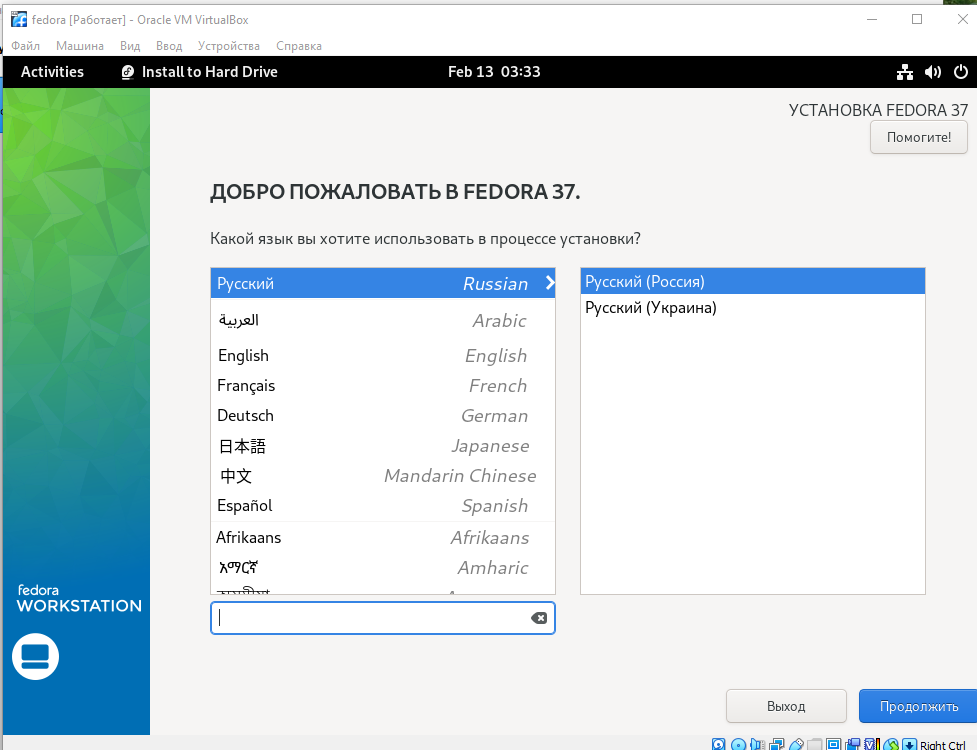 fedora [Работает] - Oracle VM VirtualBox
Файл Машина Вид Ввод Устройства Справка
Activities Install to Hard Drive Feb 13 03:33
УСТАНОВКА FEDORA 37
Помогите!
ДОБРО ПОЖАЛОВАТЬ В FEDORA 37.
Какой язык вы хотите использовать в процессе установки?
Русский Russian
العربية Arabic
English English
Français French
Deutsch German
日本語 Japanese
中文 Mandarin Chinese
Español Spanish
Afrikaans Afrikaans
አማርኛ Amharic
Русский (Россия)
Русский (Украина)
fedora
WORKSTATION
Выход Продолжить
Right Ctrl